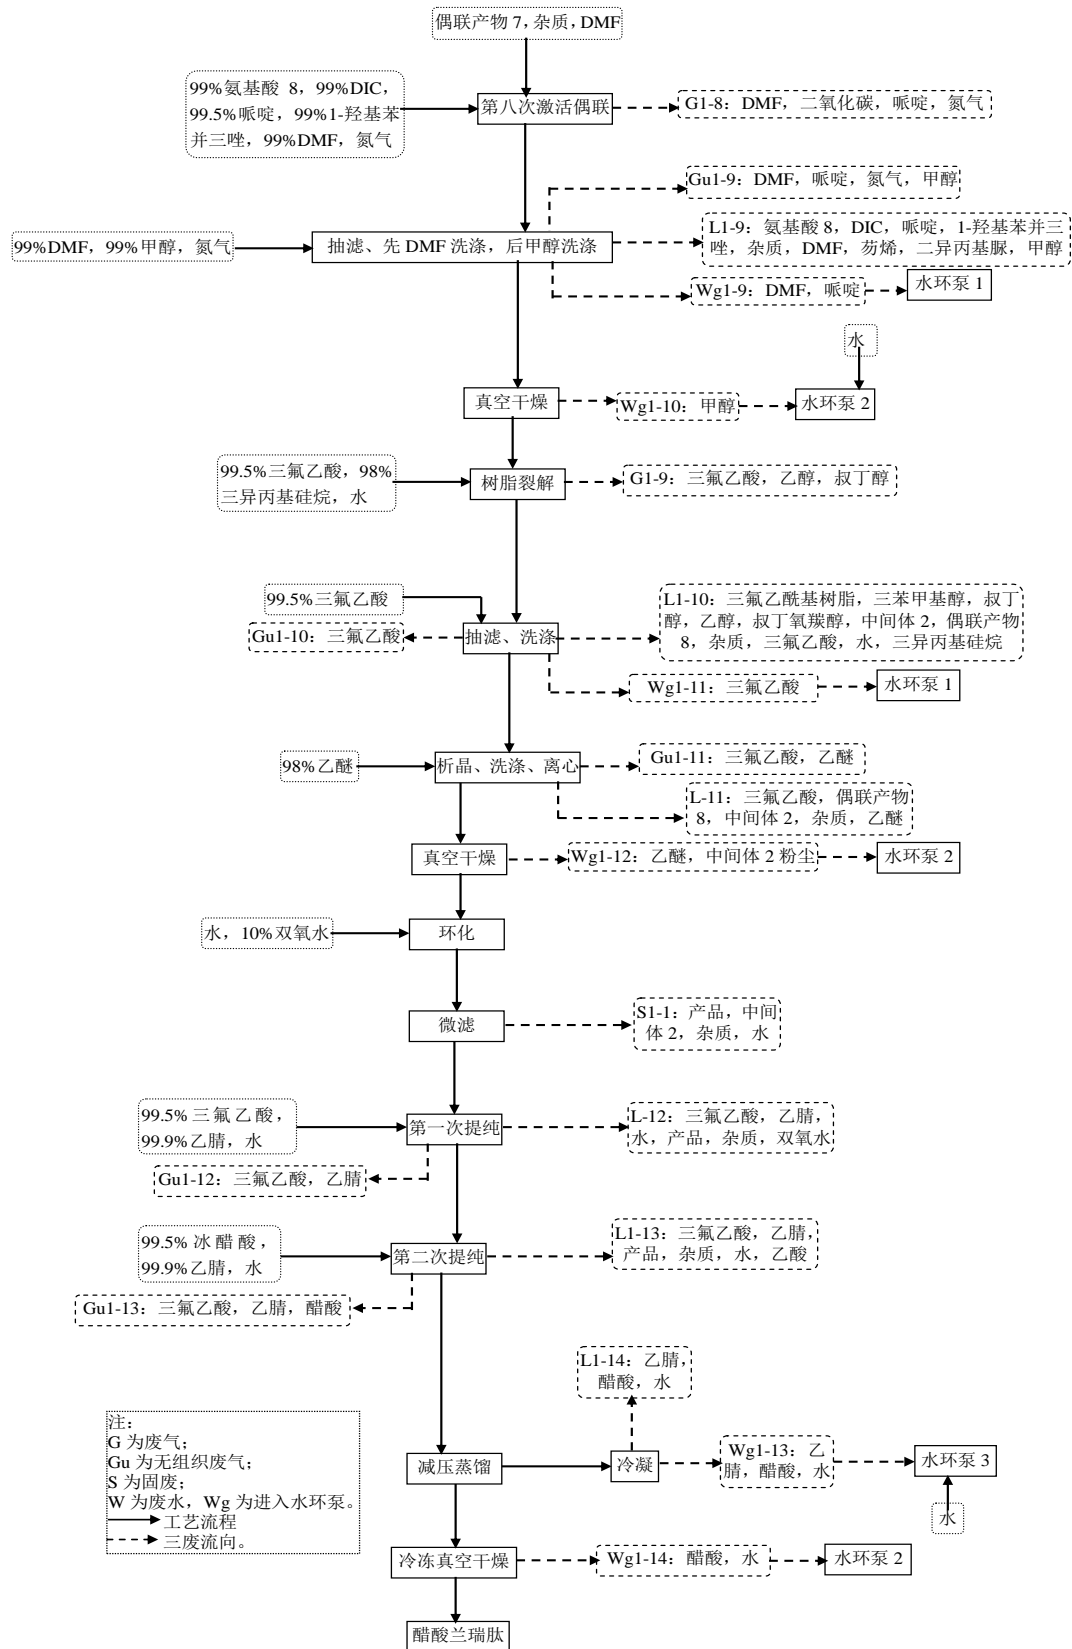 偶联产物 7，杂质，DMF
99%氨基酸 8，99%DIC，
99.5%哌啶，99%1-羟基苯
并三唑，99%DMF，氮气
第八次激活偶联
G1-8：DMF，二氧化碳，哌啶，氮气
Gu1-9：DMF，哌啶，氮气，甲醇
99%DMF，99%甲醇，氮气
抽滤、先 DMF 洗涤，后甲醇洗涤
L1-9：氨基酸 8，DIC，哌啶，1-羟基苯并三
唑，杂质，DMF，芴烯，二异丙基脲，甲醇
Wg1-9：DMF，哌啶
水环泵 1
水
真空干燥
Wg1-10：甲醇
水环泵 2
99.5%三氟乙酸，98%
三异丙基硅烷，水
树脂裂解
G1-9：三氟乙酸，乙醇，叔丁醇
99.5%三氟乙酸
Gu1-10：三氟乙酸
抽滤、洗涤
L1-10：三氟乙酰基树脂，三苯甲基醇，叔丁
醇，乙醇，叔丁氧羰醇，中间体 2，偶联产物
8，杂质，三氟乙酸，水，三异丙基硅烷
Wg1-11：三氟乙酸
水环泵 1
98%乙醚
析晶、洗涤、离心
Gu1-11：三氟乙酸，乙醚
L-11：三氟乙酸，偶联产物
8，中间体 2，杂质，乙醚
真空干燥
Wg1-12：乙醚，中间体 2 粉尘
水环泵 2
水，10%双氧水
环化
微滤
S1-1：产品，中间
体 2，杂质，水
99.5%三氟乙酸，
99.9%乙腈，水
第一次提纯
L-12：三氟乙酸，乙腈，
水，产品，杂质，双氧水
Gu1-12：三氟乙酸，乙腈
99.5%冰醋酸，
99.9%乙腈，水
第二次提纯
L1-13：三氟乙酸，乙腈，
产品，杂质，水，乙酸
Gu1-13：三氟乙酸，乙腈，醋酸
L1-14：乙腈，
醋酸，水
减压蒸馏
冷凝
Wg1-13：乙
腈，醋酸，水
水环泵 3
水
注：
G 为废气；
Gu 为无组织废气；
S 为固废；
W 为废水，Wg 为进入水环泵。
工艺流程
三废流向。
冷冻真空干燥
Wg1-14：醋酸，水
水环泵 2
醋酸兰瑞肽